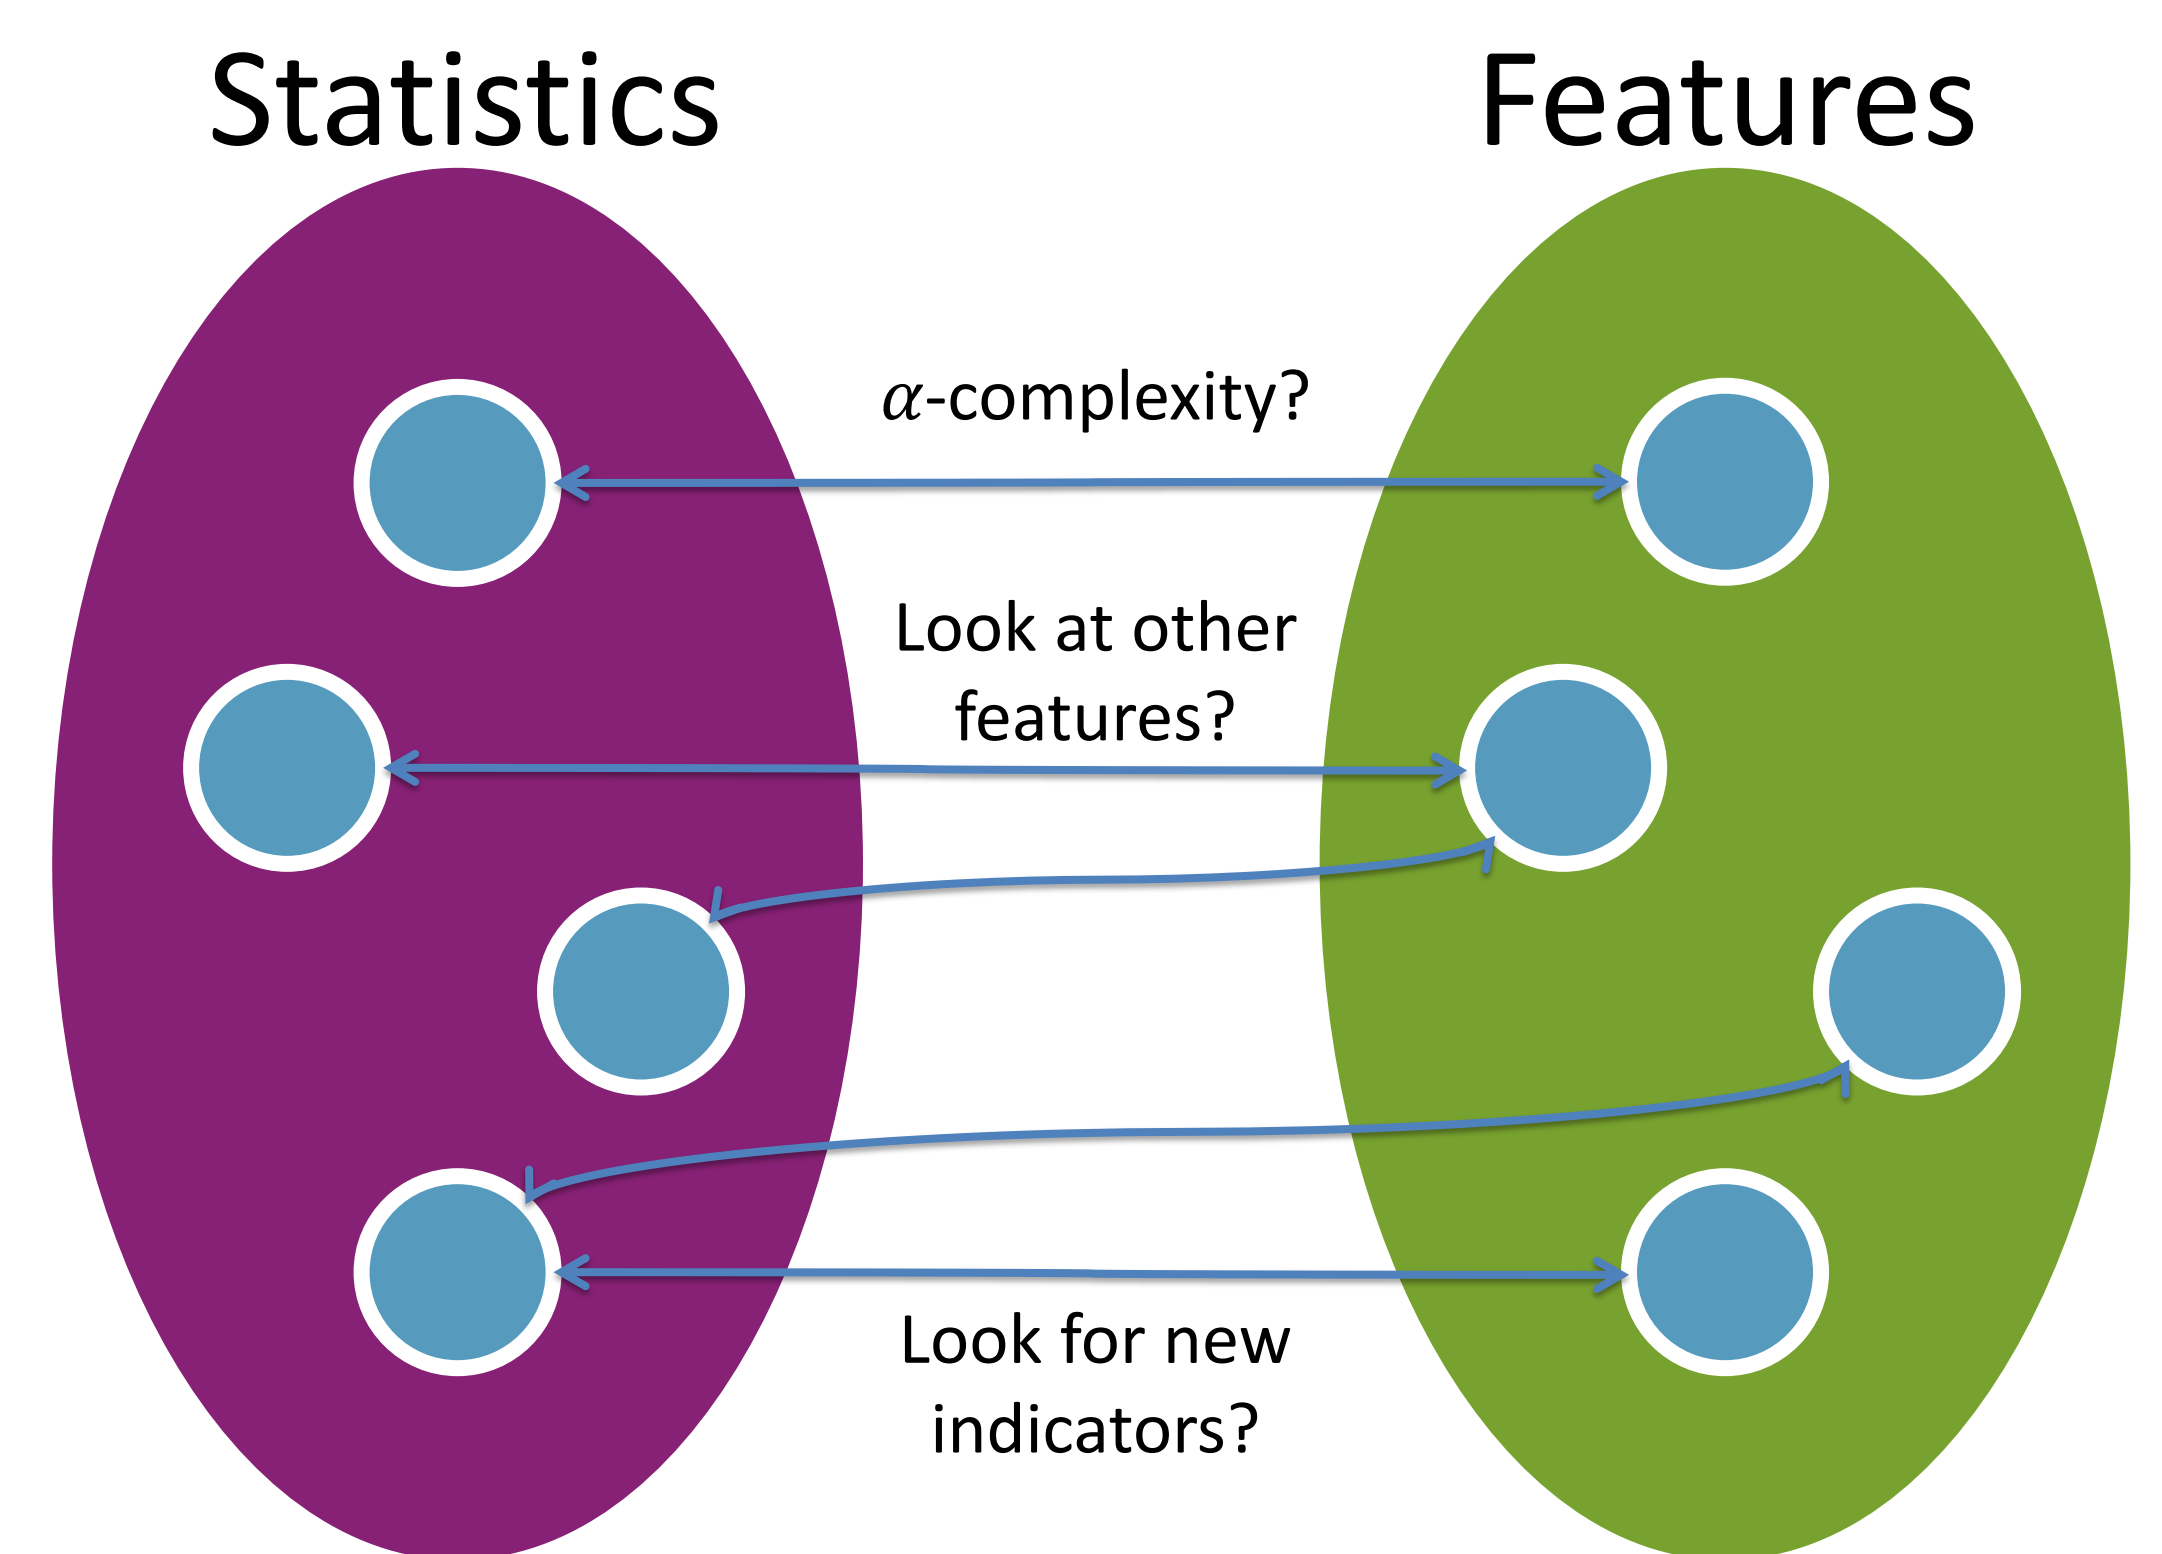 Statistics
Features
𝛼-complexity?
Look at other
features?
Look for new
indicators?